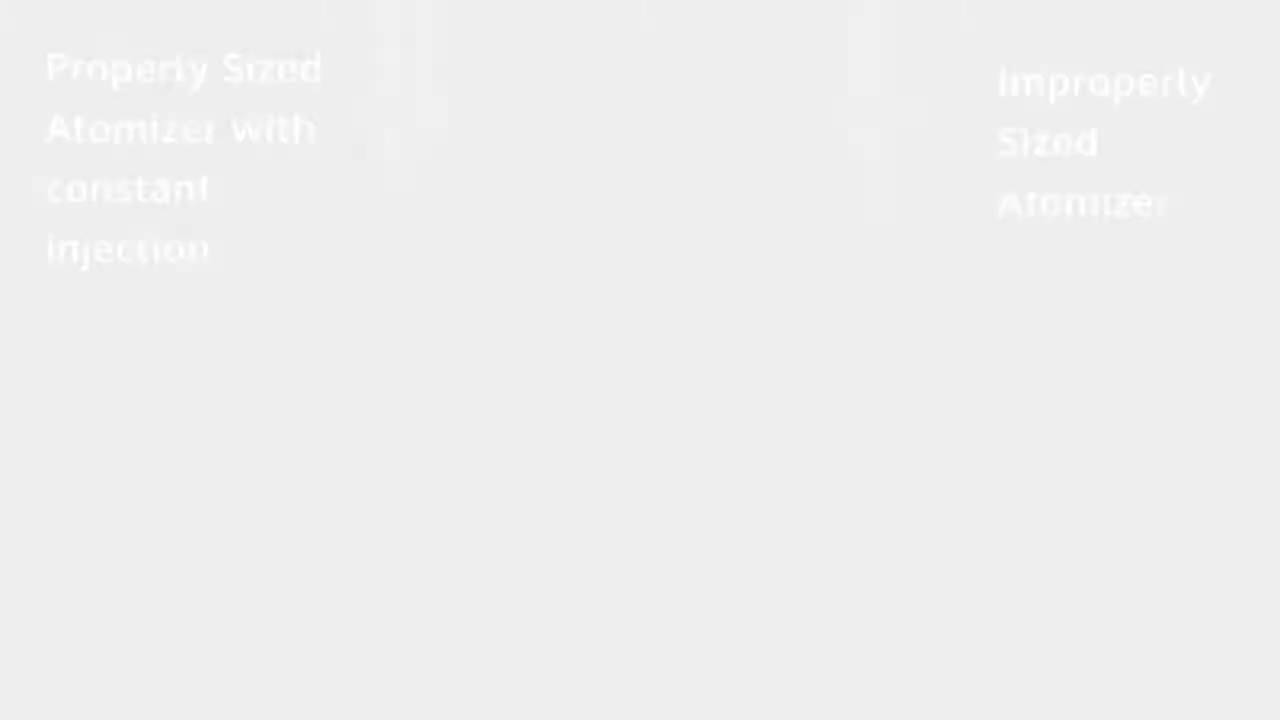 Properly Sized
Atomizer with
constant
injection
Improperly
Sized
Atomizer